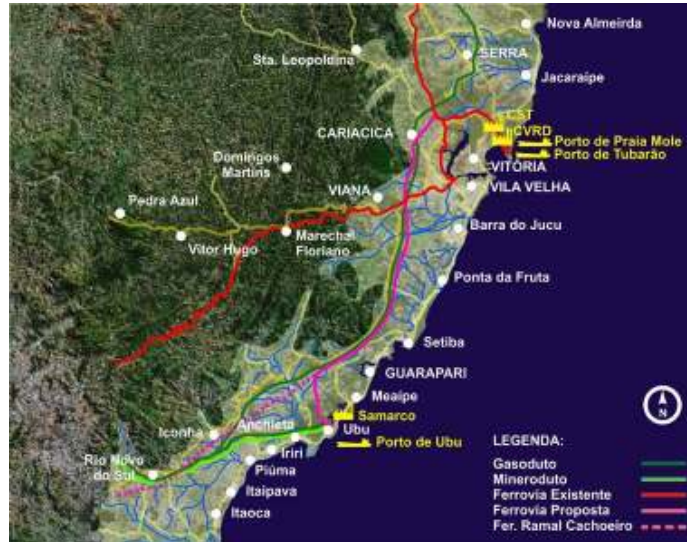 Nova Almeirda
SERRA
Sta. Leopoldina
Jacaraipe
CST
CARIACICA
CVRD
Porto de Praia Mole
Porto de Tubarão
Domingos
Martins
VITÓRIA
VIANA
VILA VELHA
Pedra Azul
Vitor Hugo
Marechal
Floriano
Barra do Jucu
Ponta da Fruta
Setiba
GUARAPARI
Meaipe
Samarco
Anchieta
Iconha
Ubu
Porto de Ubu
Iriri
Rio Novo
do Sul
Piúma
Itaipava
Itaoca
N
LEGENDA:
Gasoduto
Mineroduto
Ferrovia Existente
Ferrovia Proposta
Fer. Ramal Cachoeiro